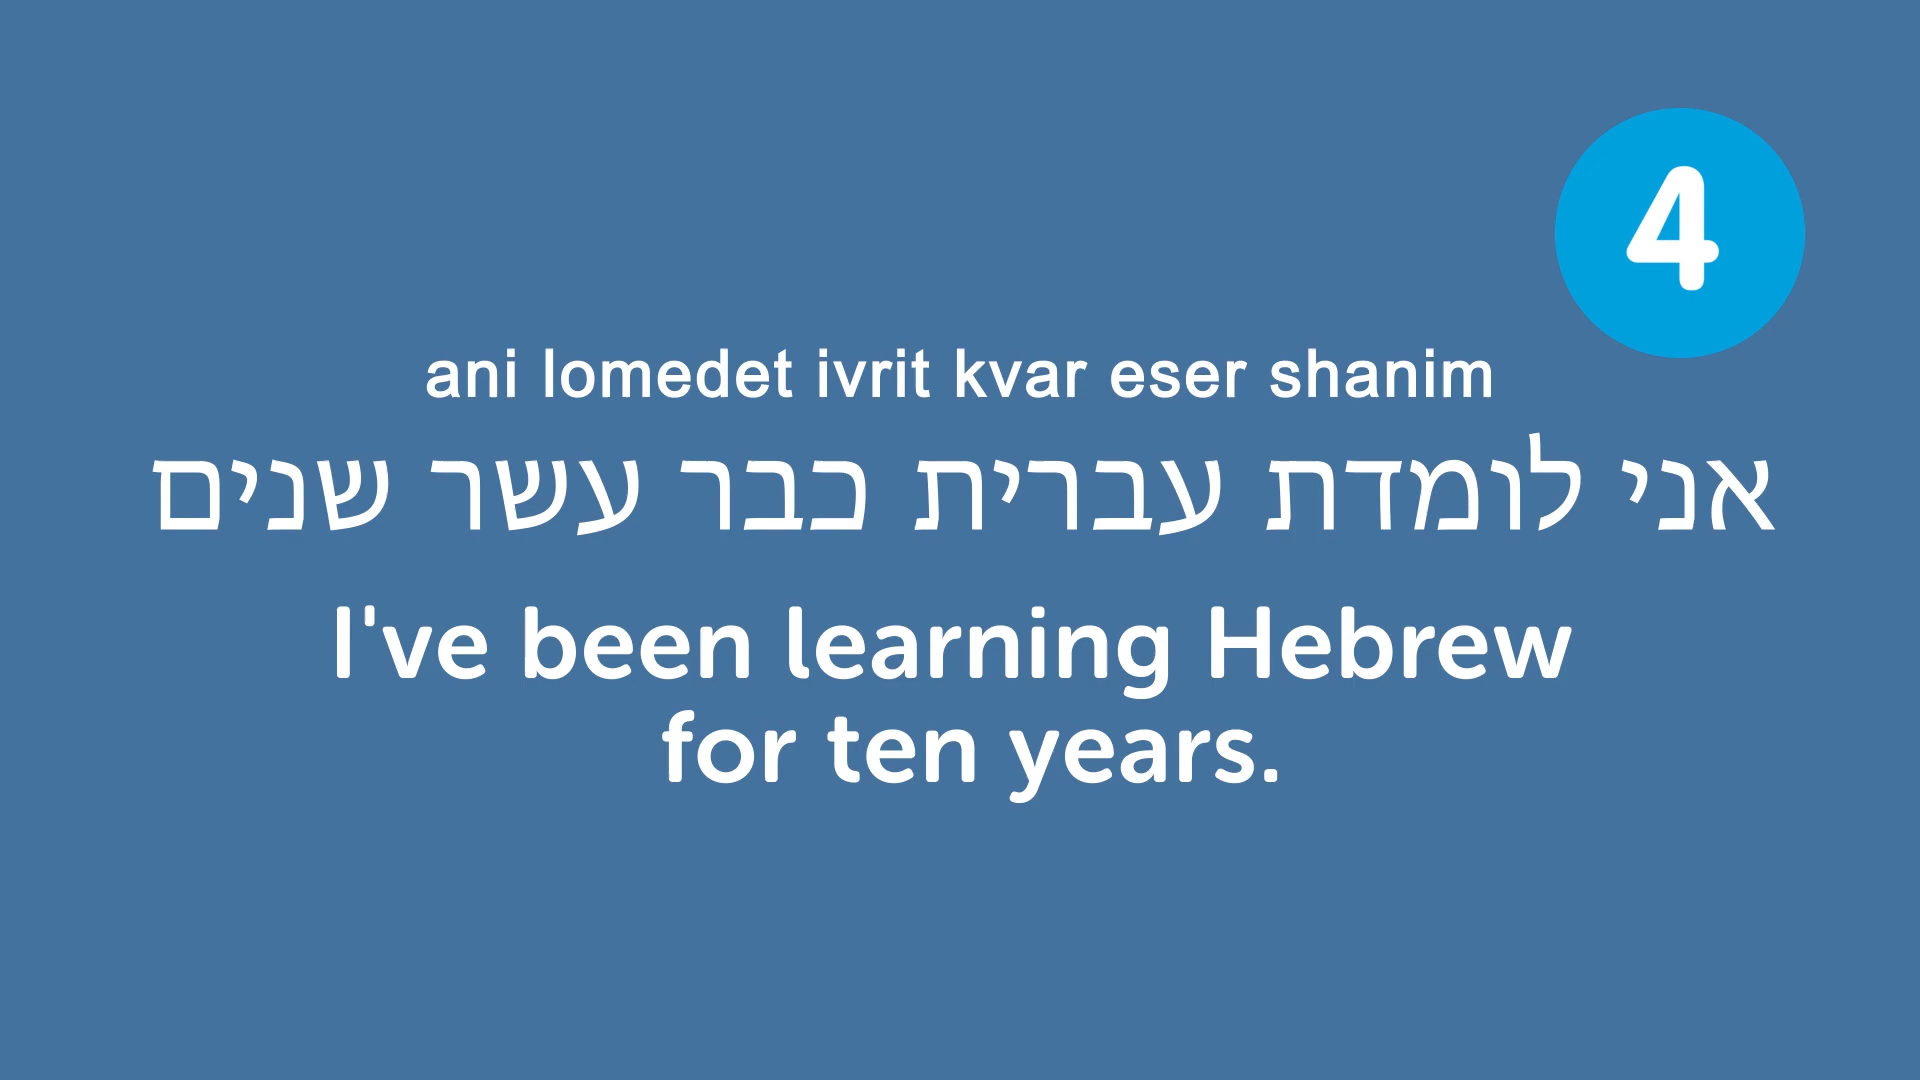 4
ani lomedet ivrit kvar eser shanim
אני לומדת עברית כבר עשר שנים
I've been learning Hebrew
for ten years.